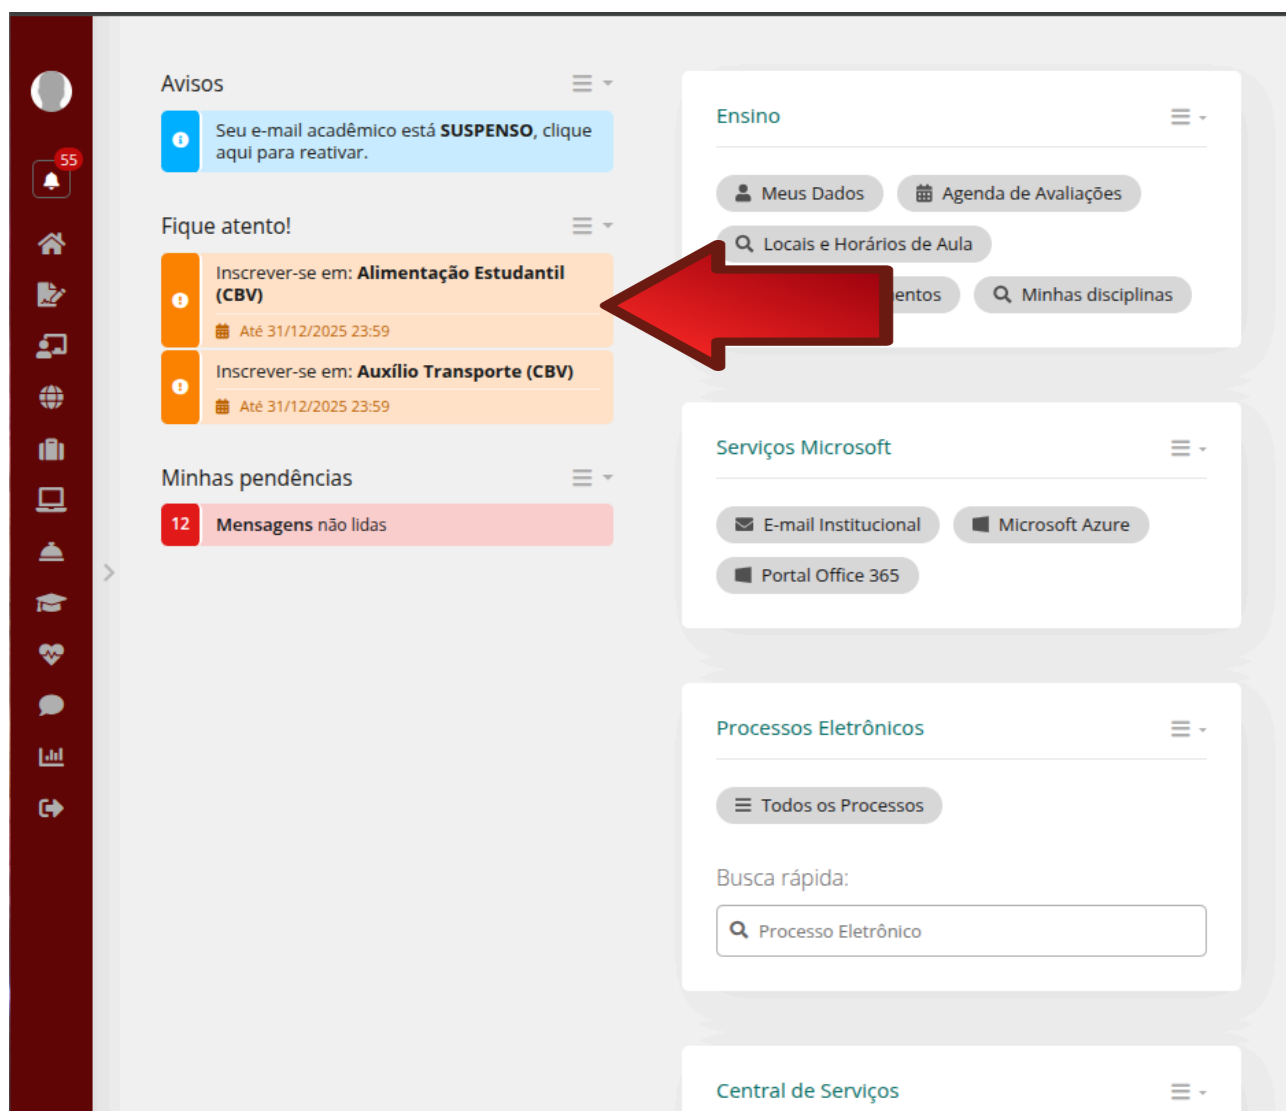 55
Avisos
Seu e-mail acadêmico está SUSPENSO, clique
aqui para reativar.
Fique atento!
Inscrever-se em: Alimentação Estudantil
(CBV)
Até 31/12/2025 23:59
Inscrever-se em: Auxílio Transporte (CBV)
Até 31/12/2025 23:59
Minhas pendências
12 Mensagens não lidas
Ensino
Meus Dados Agenda de Avaliações
Locais e Horários de Aula
Minhas disciplinas
Serviços Microsoft
E-mail Institucional Microsoft Azure
Portal Office 365
Processos Eletrônicos
Todos os Processos
Busca rápida:
Processo Eletrônico
Central de Serviços